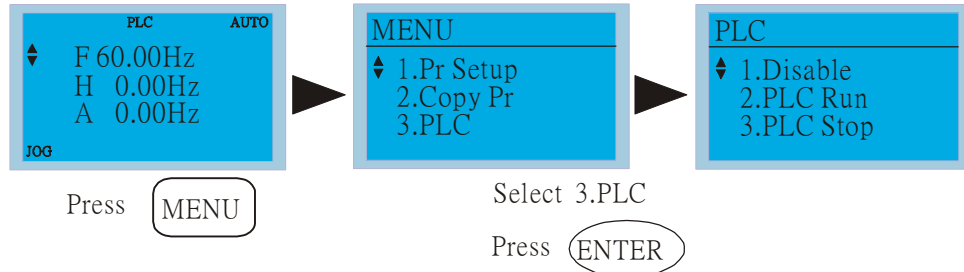 PLC AUTO
F 60.00Hz
H 0.00Hz
A 0.00Hz
JOG
Press MENU
MENU
1.Pr Setup
2.Copy Pr
3.PLC
Select 3.PLC
Press ENTER
PLC
1.Disable
2.PLC Run
3.PLC Stop